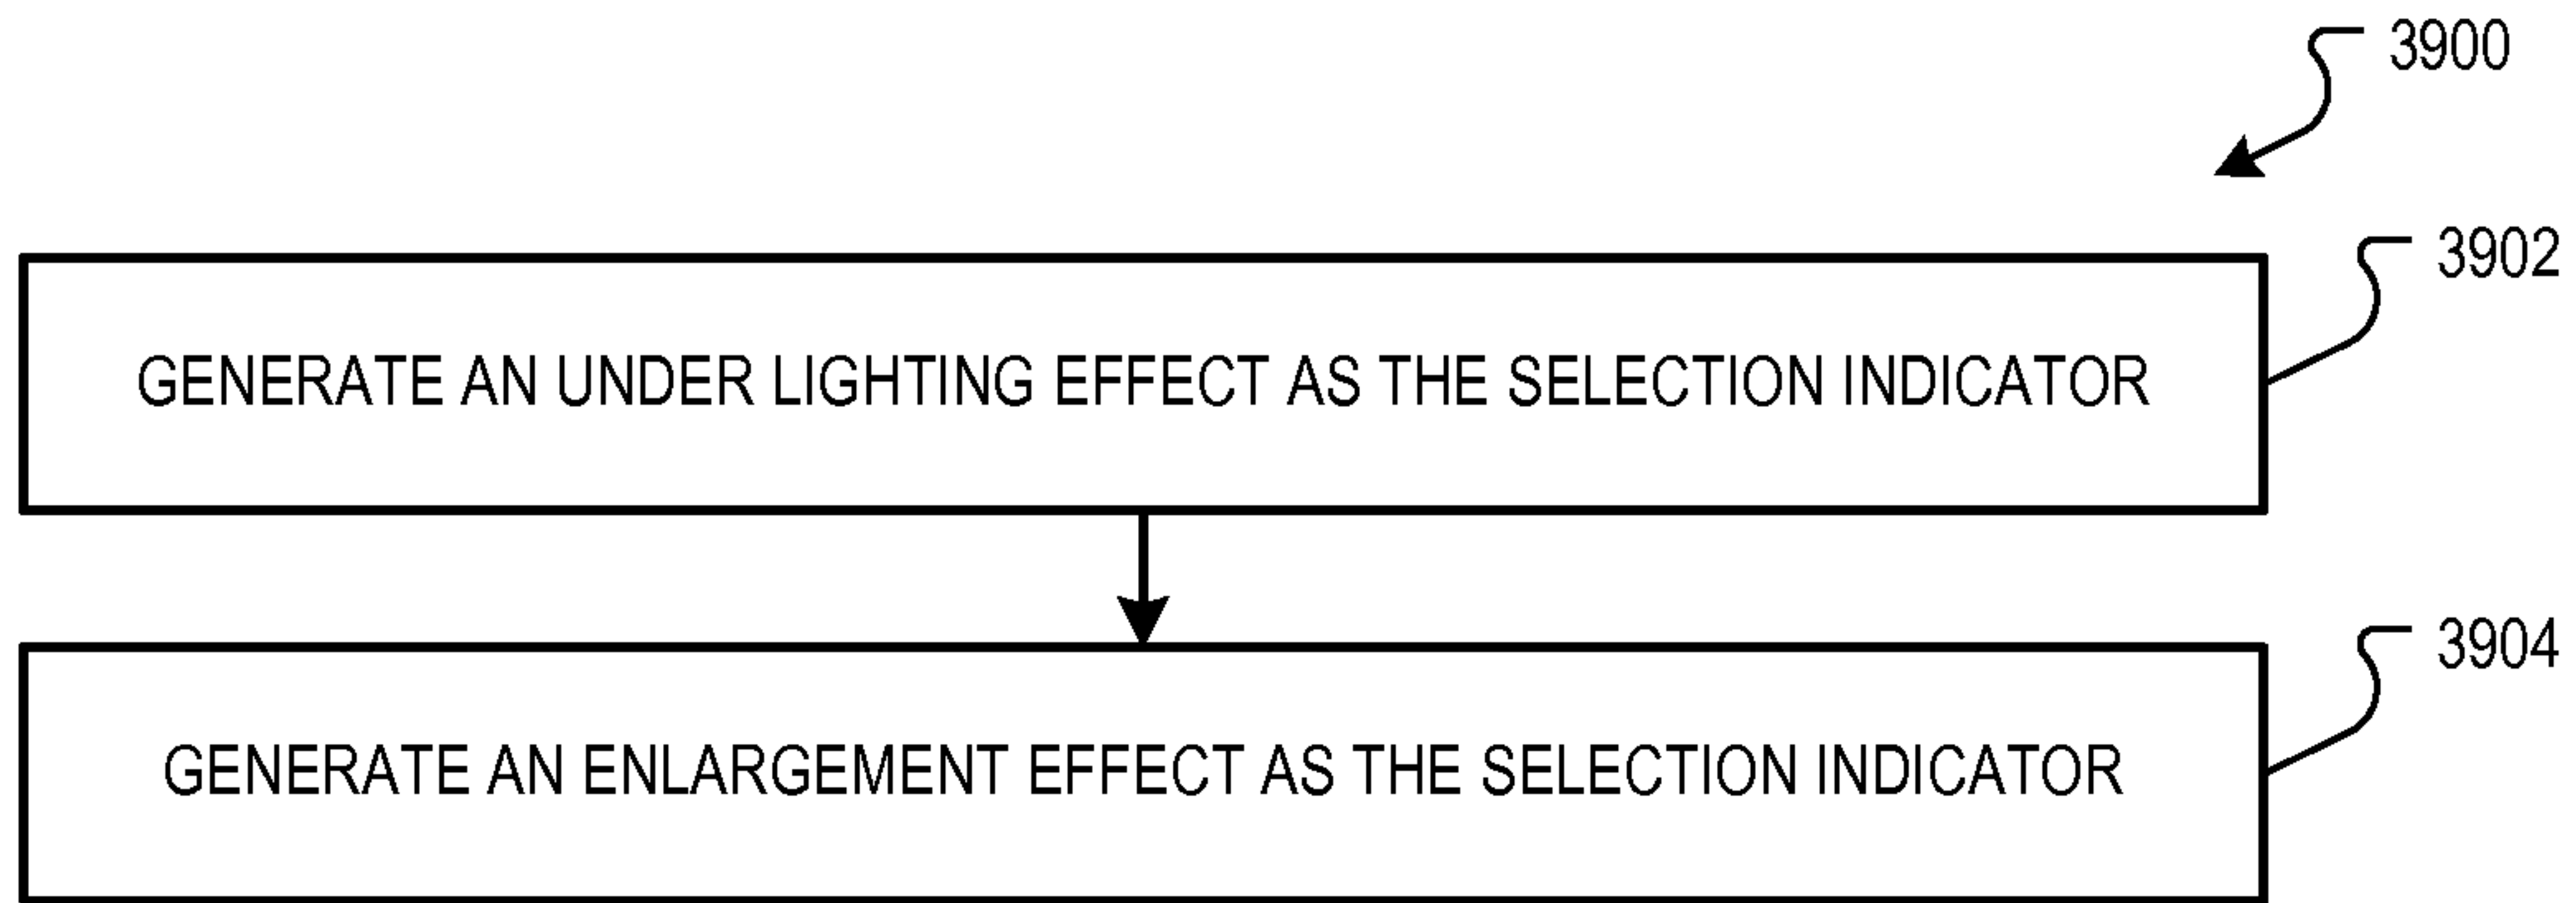 3900
3902
GENERATE AN UNDER LIGHTING EFFECT AS THE SELECTION INDICATOR
3904
GENERATE AN ENLARGEMENT EFFECT AS THE SELECTION INDICATOR